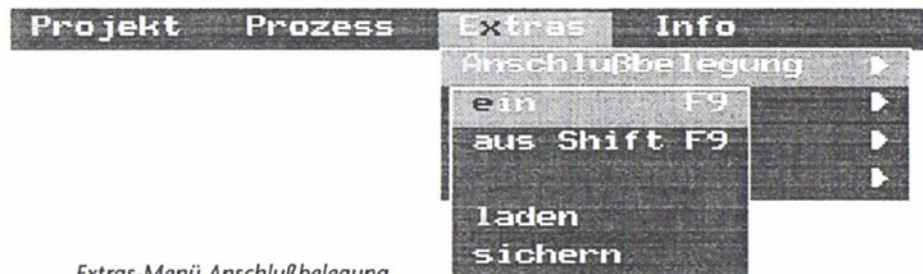 Projekt Prozess Extras Info
Anschlußbelegung
ein F9
aus Shift F9
laden
sichern
Extras-Menü Anschlußbelegung